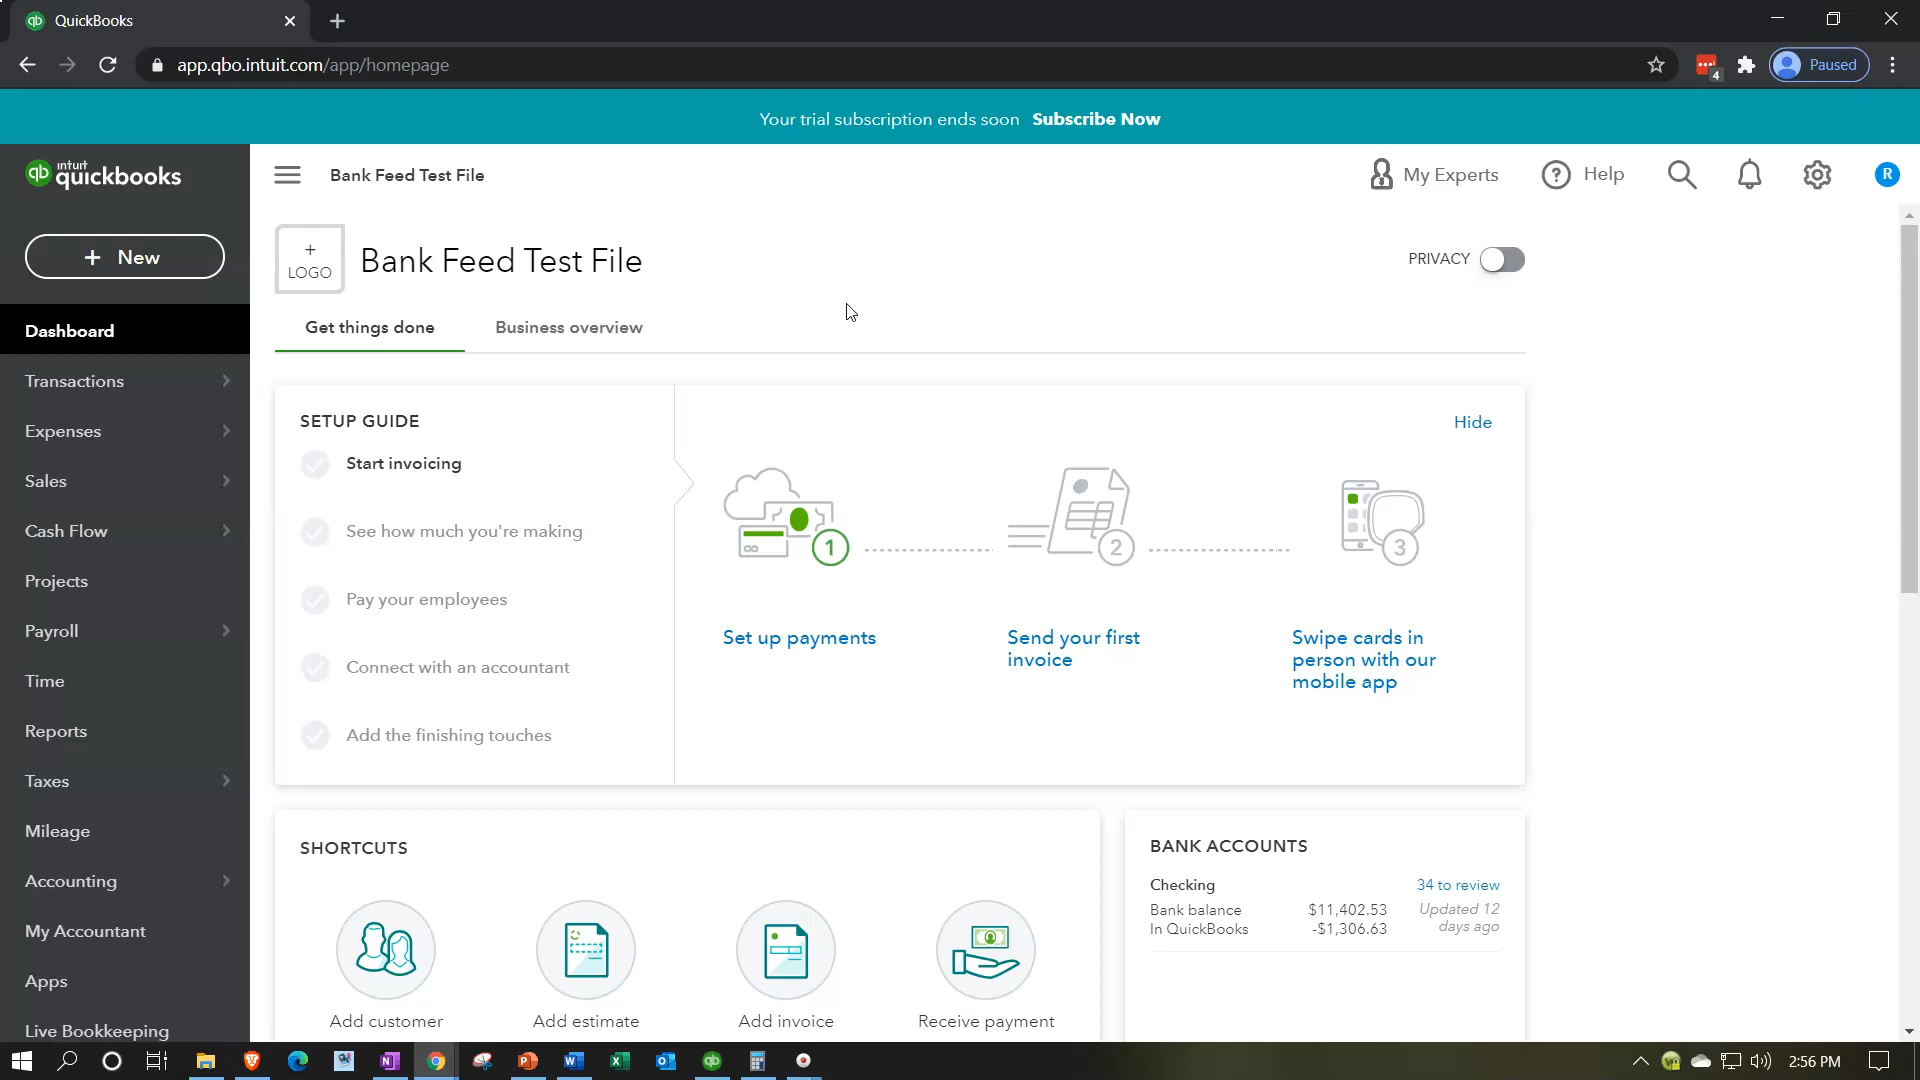 QuickBooks
app.qbo.intuit.com/app/homepage
4
Paused
Your trial subscription ends soon Subscribe Now
intuit
quickbooks
Bank Feed Test File
My Experts
Help
R
+ New
+
LOGO
Bank Feed Test File
PRIVACY
Get things done
Business overview
Dashboard
Transactions
Expenses
Sales
Cash Flow
Projects
Payroll
Time
Reports
Taxes
Mileage
Accounting
My Accountant
Apps
Live Bookkeeping
SETUP GUIDE
Start invoicing
See how much you're making
Pay your employees
Connect with an accountant
Add the finishing touches
Hide
1
2
3
Set up payments
Send your first
invoice
Swipe cards in
person with our
mobile app
SHORTCUTS
Add customer
Add estimate
Add invoice
Receive payment
BANK ACCOUNTS
Checking
34 to review
Bank balance
$11,402.53
Updated 12
days ago
In QuickBooks
-$1,306.63
2:56 PM